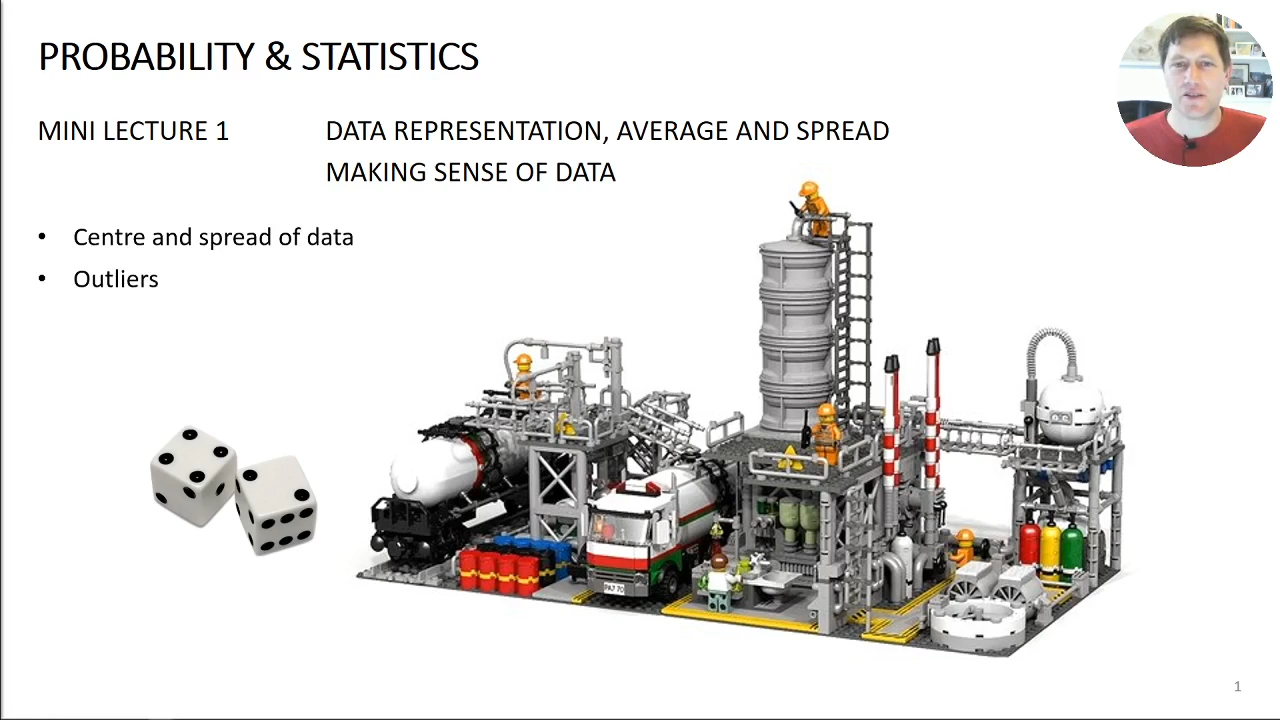 PROBABILITY & STATISTICS
MINI LECTURE 1
DATA REPRESENTATION, AVERAGE AND SPREAD
MAKING SENSE OF DATA
• Centre and spread of data
• Outliers
1